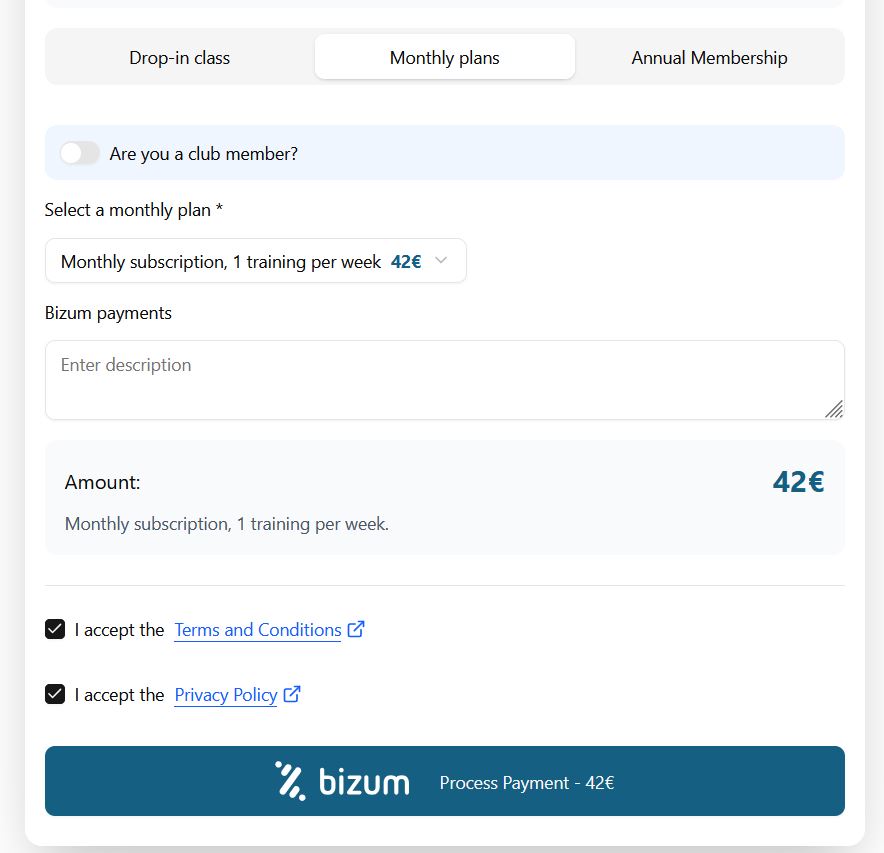 Drop-in class
Monthly plans
Annual Membership
Are you a club member?
Select a monthly plan *
Monthly subscription, 1 training per week 42€
Bizum payments
Enter description
Amount: 42€
Monthly subscription, 1 training per week.
I accept the Terms and Conditions
I accept the Privacy Policy
bizum Process Payment - 42€